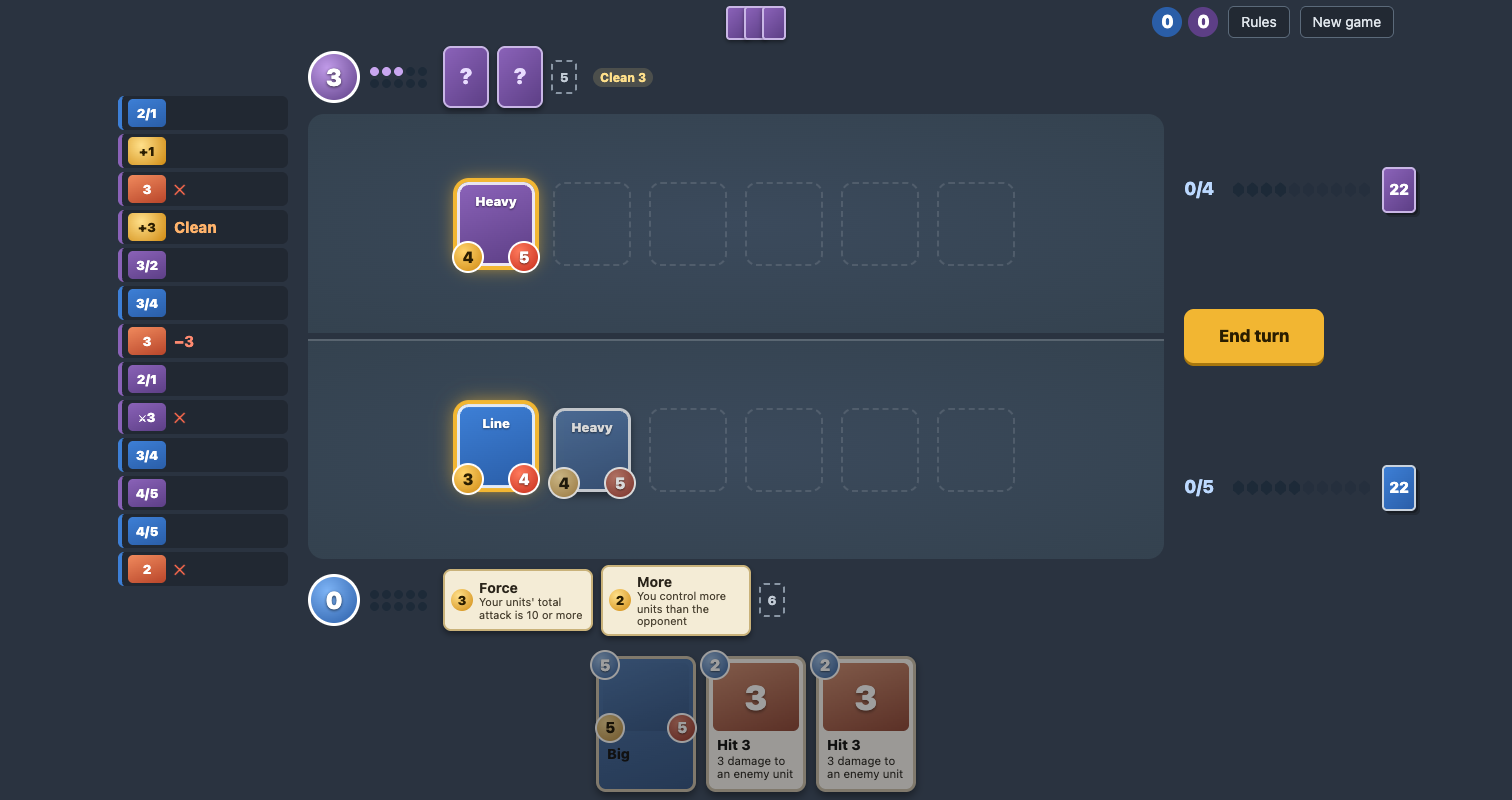 0
0
Rules
New game
3
?
?
5
Clean 3
2/1
+1
3 ×
+3 Clean
3/2
3/4
3 −3
2/1
×3 ×
3/4
4/5
4/5
2 ×
Heavy
4
5
0/4
22
End turn
Line
3
4
Heavy
4
5
0/5
22
0
3
Force
Your units' total
attack is 10 or more
2
More
You control more
units than the
opponent
6
5
5
5
Big
2
3
Hit 3
3 damage to
an enemy unit
2
3
Hit 3
3 damage to
an enemy unit